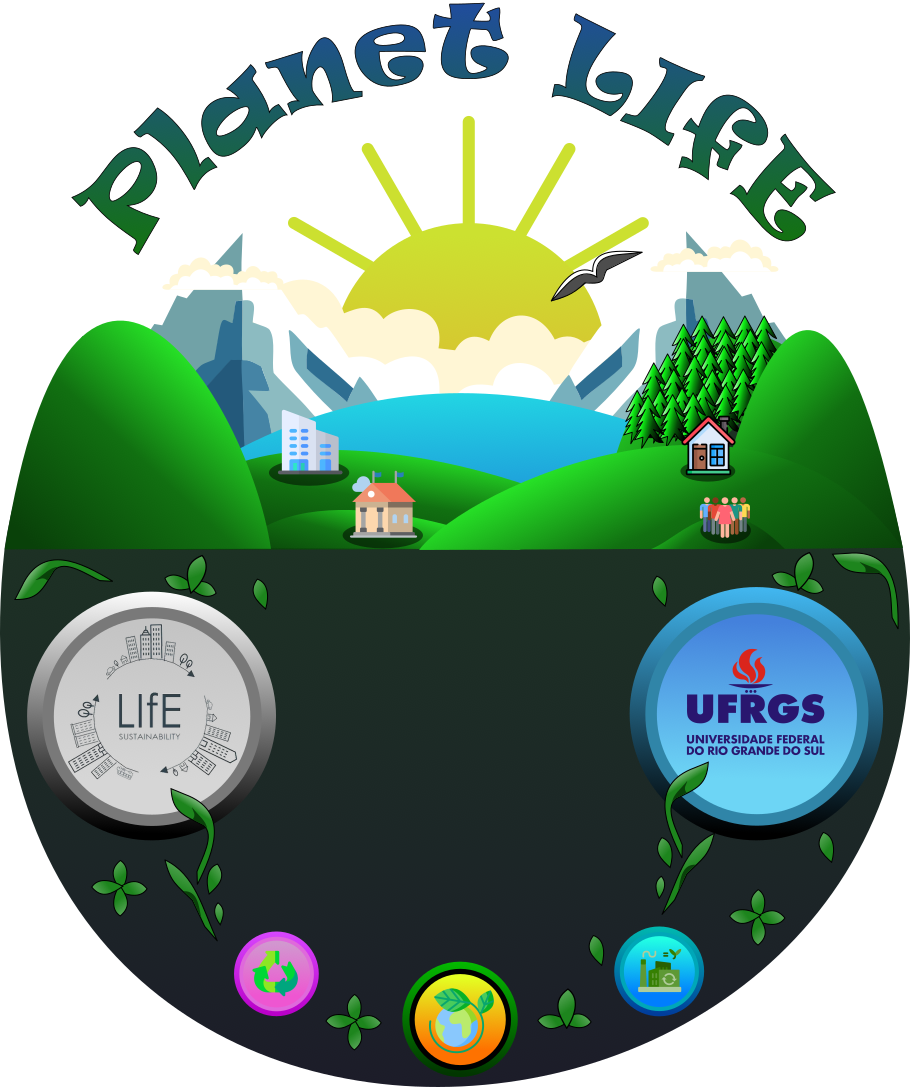 Planet LIfE
LIfE
SUSTAINABILITY
UFRGS
UNIVERSIDADE FEDERAL
DO RIO GRANDE DO SUL